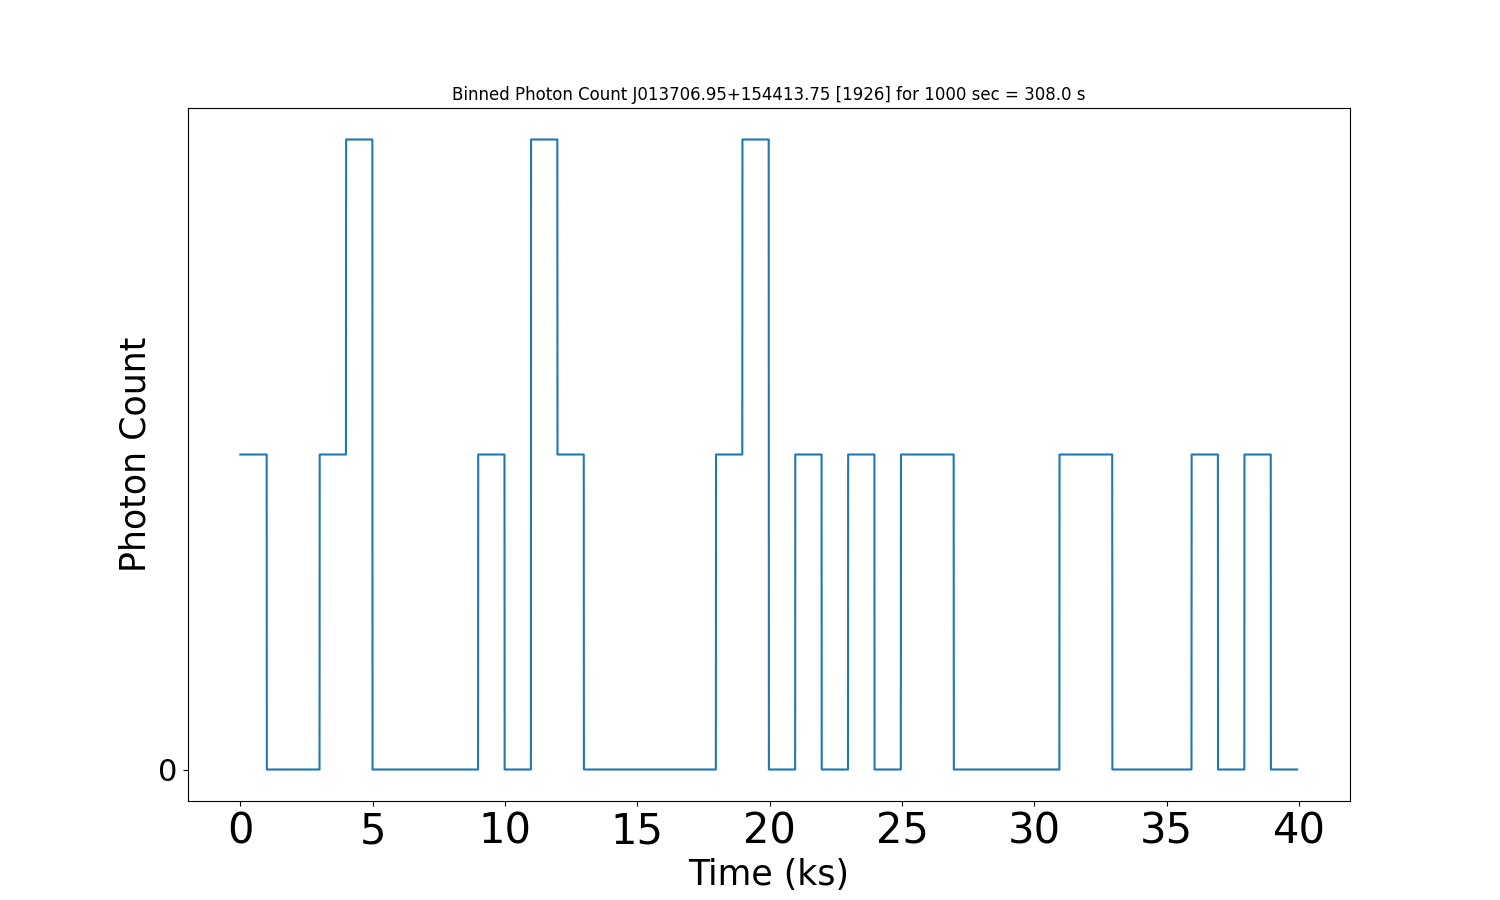 Binned Photon Count J013706.95+154413.75 [1926] for 1000 sec = 308.0 s
Photon Count
0
0 5 10 15 20 25 30 35 40
Time (ks)